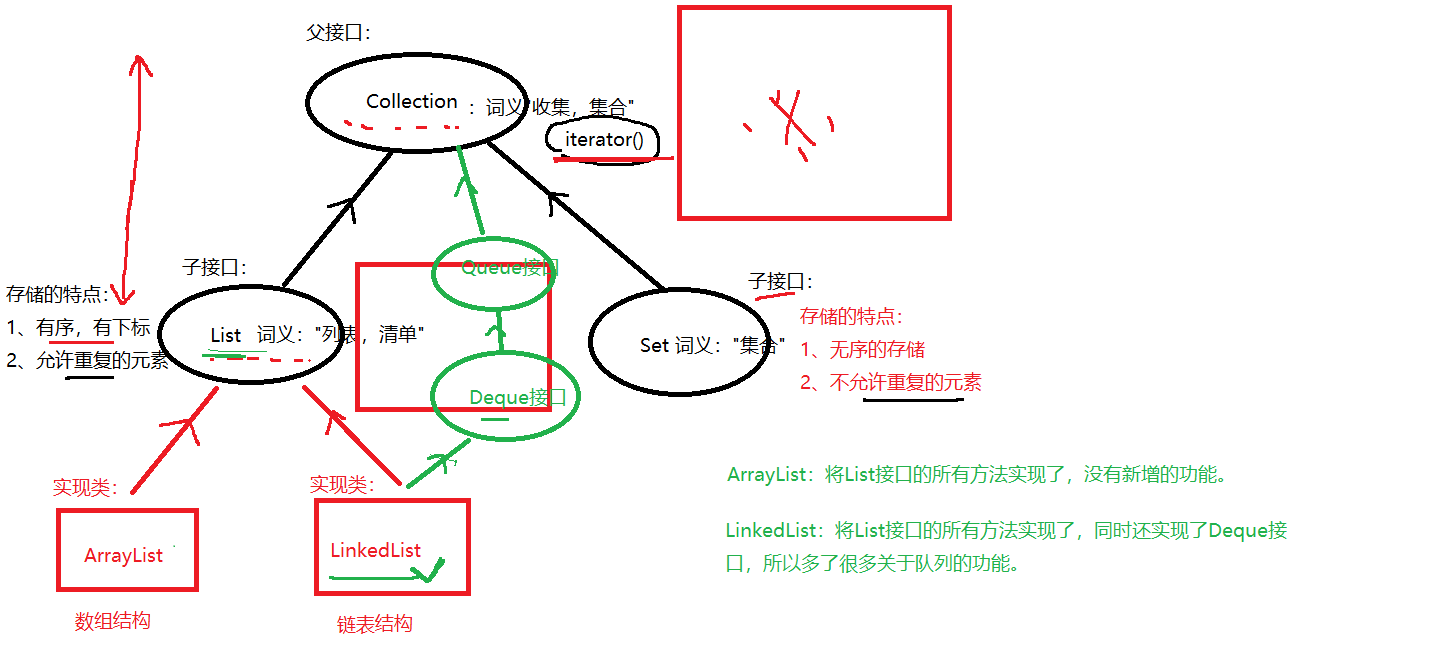 父接口：
Collection ：词义"收集，集合"
iterator()
子接口：
存储的特点：
1、有序，有下标
2、允许重复的元素
List 词义："列表，清单"
Queue接口
Deque接口
子接口：
Set 词义："集合"
存储的特点：
1、无序的存储
2、不允许重复的元素
实现类：
ArrayList
数组结构
实现类：
LinkedList
链表结构
ArrayList：将List接口的所有方法实现了，没有新增的功能。
LinkedList：将List接口的所有方法实现了，同时还实现了Deque接
口，所以多了很多关于队列的功能。